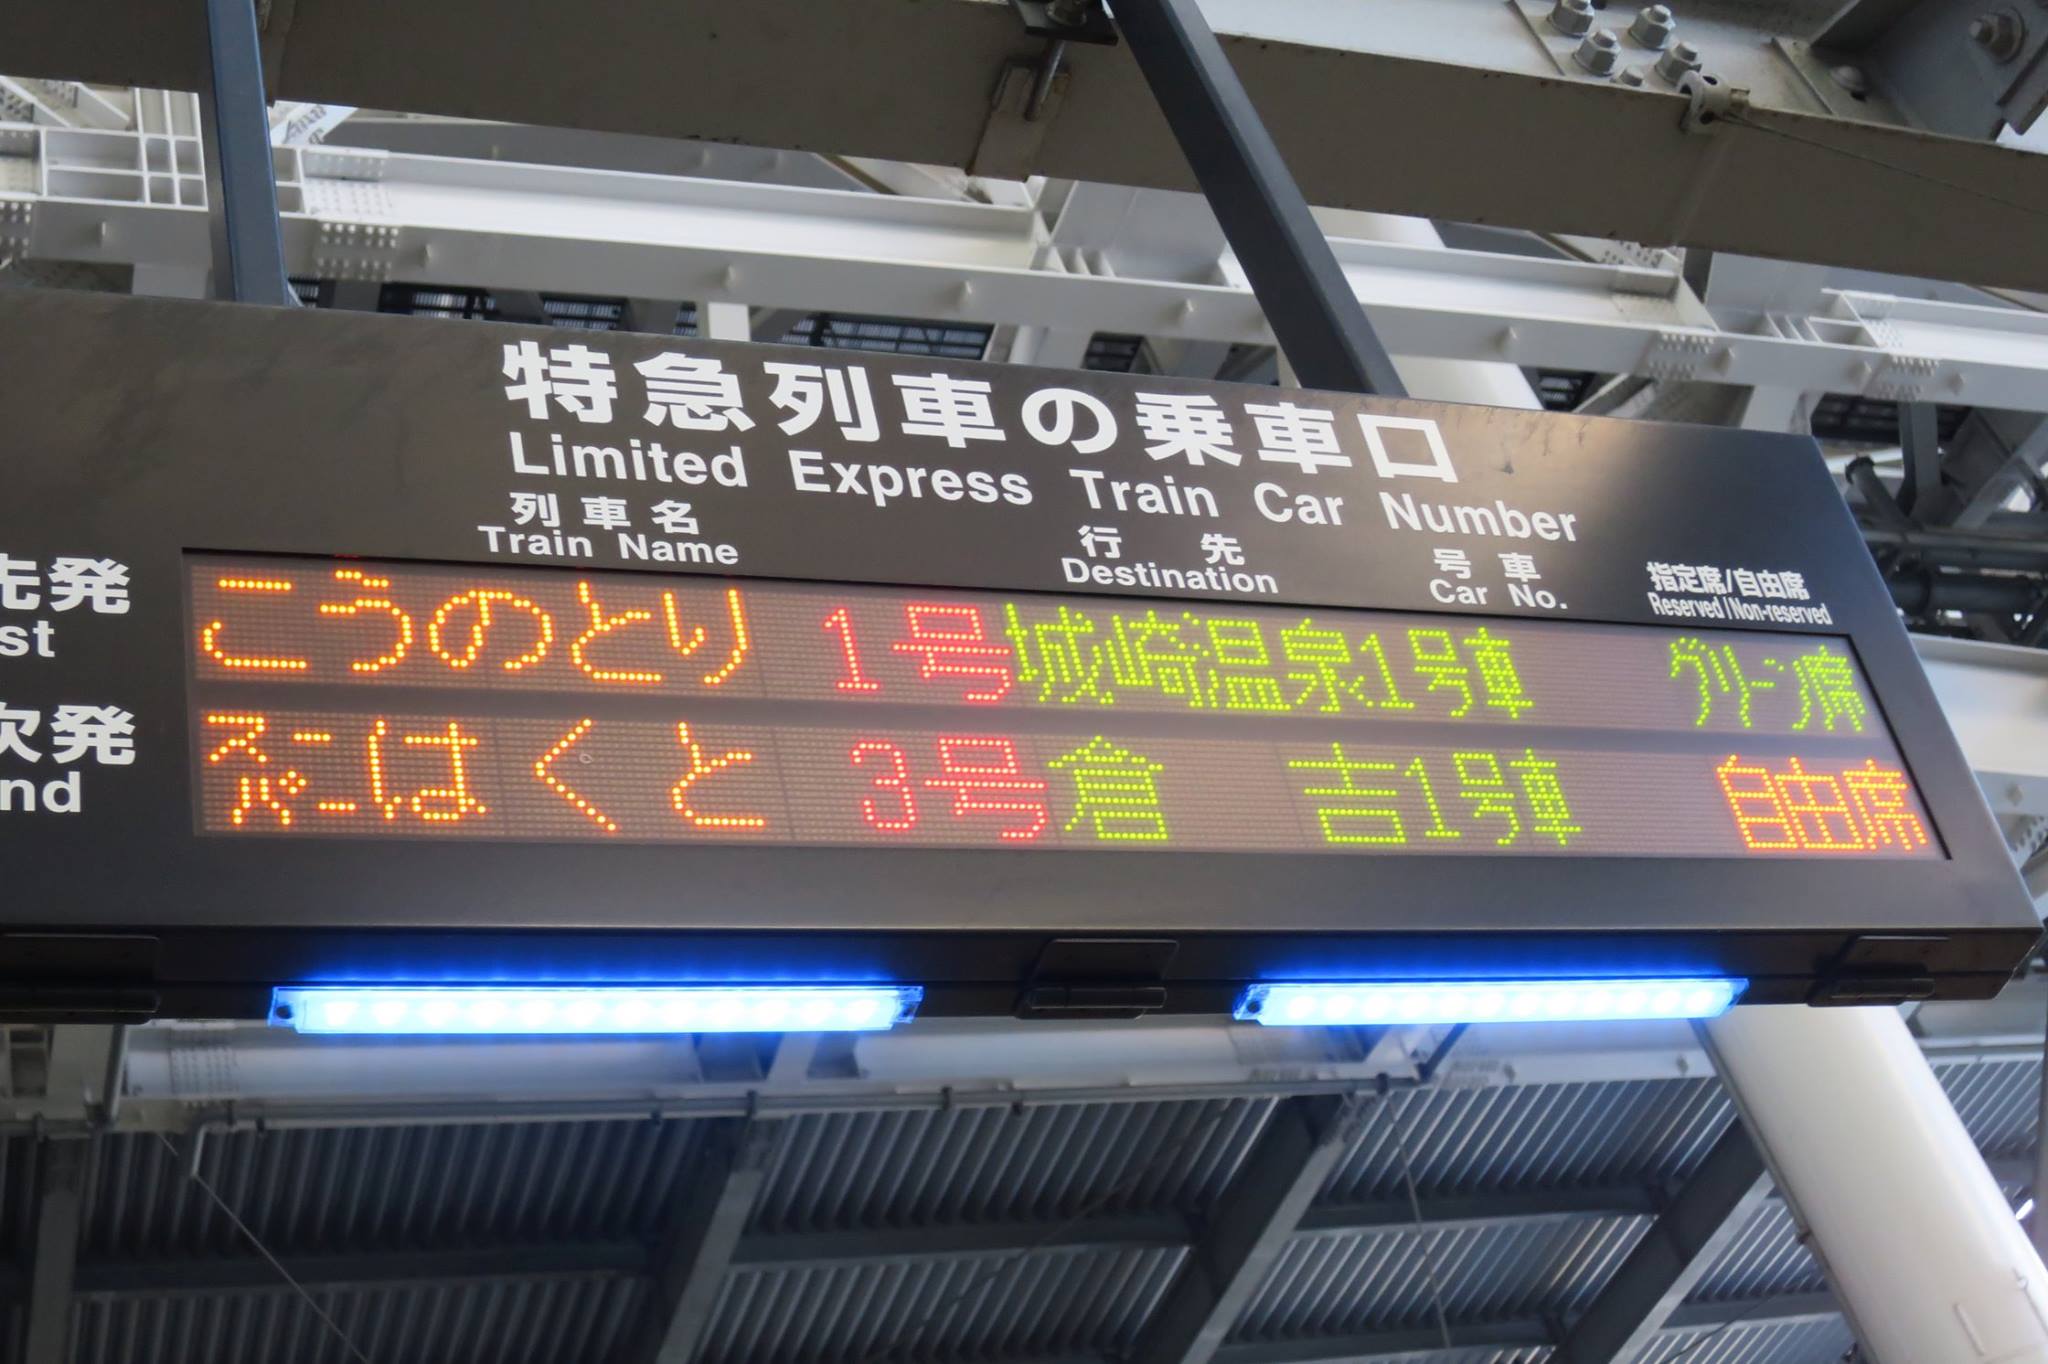 特急列車の乗車口
Limited Express Train Car Number
列車名 行先 号車 指定席/自由席
Train Name Destination Car No. Reserved/Non-reserved
先発 こうのとり 1号 城崎温泉 1号車 グリーン席
st
次発 スーパーはくと 3号 倉吉 1号車 自由席
nd